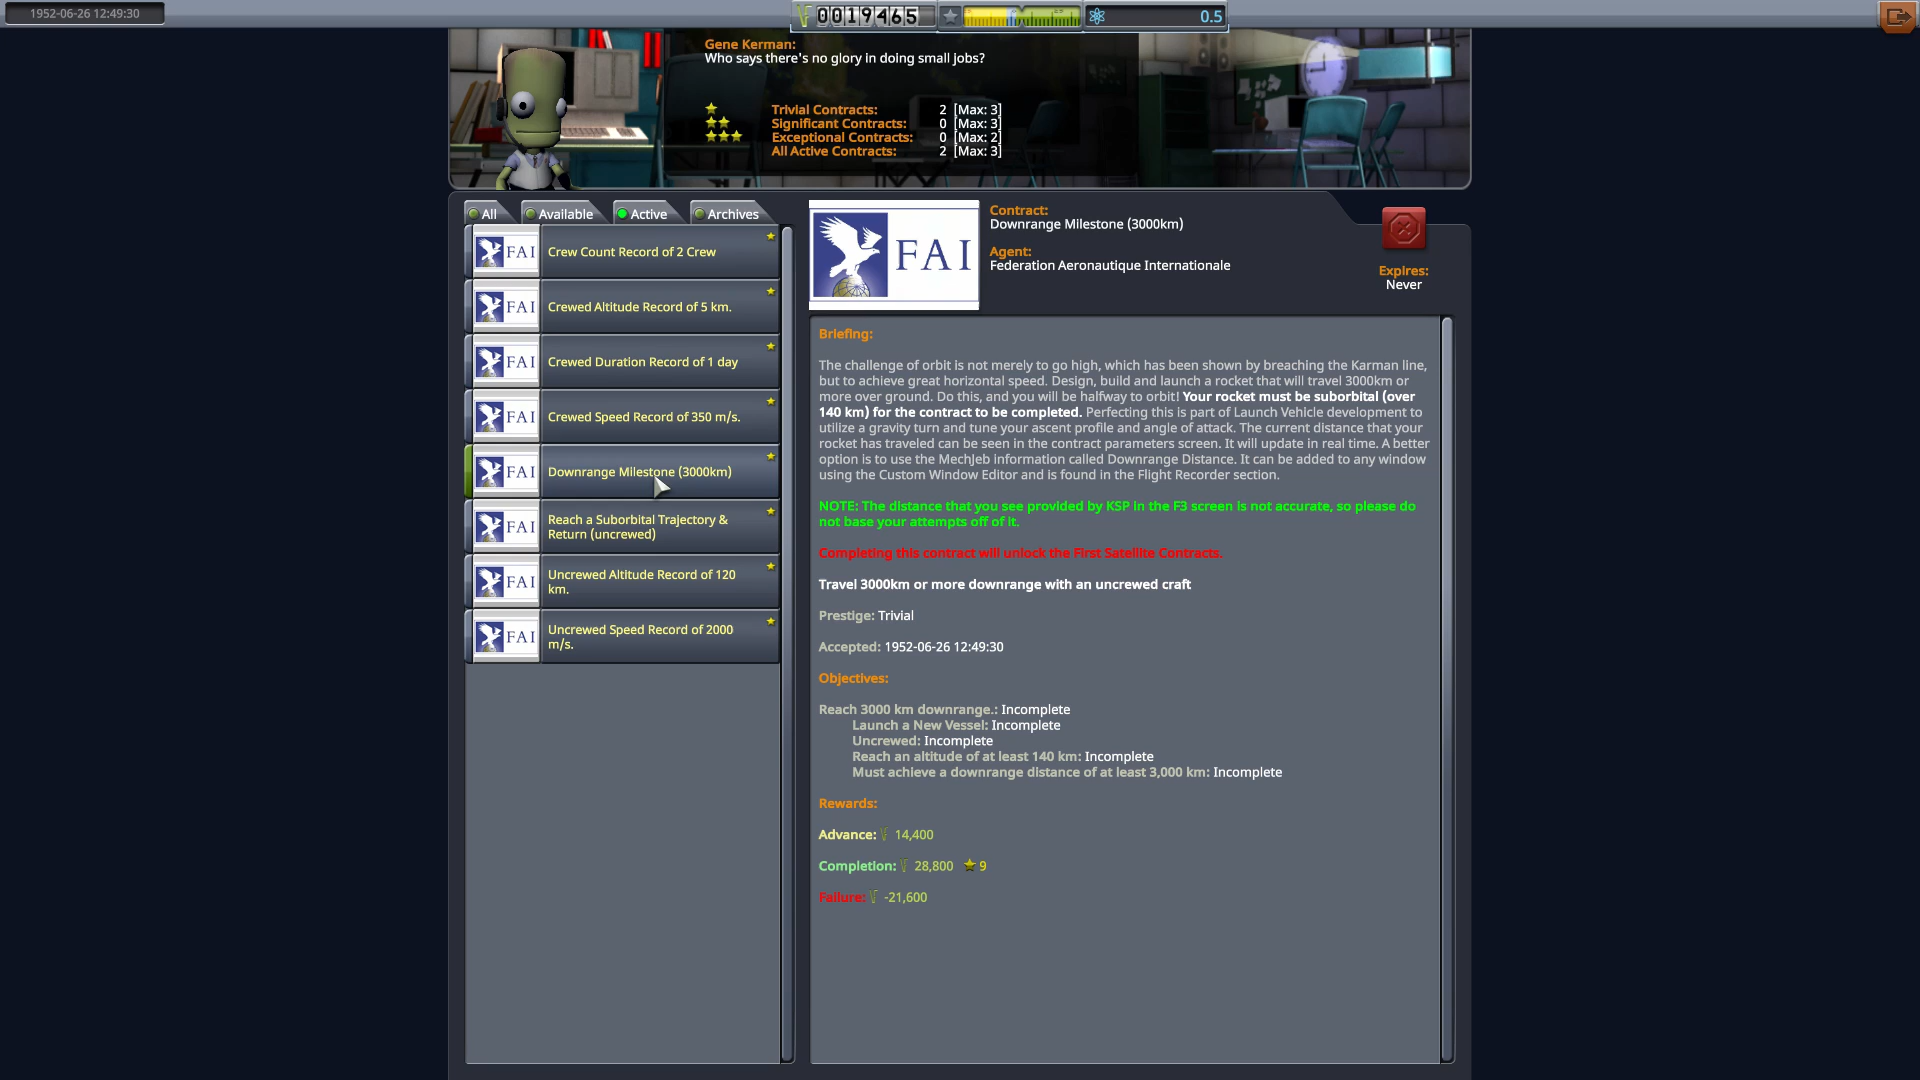 1952-06-26 12:49:30
0019465
0.5
Gene Kerman:
Who says there's no glory in doing small jobs?
Trivial Contracts: 2 [Max: 3]
Significant Contracts: 0 [Max: 3]
Exceptional Contracts: 0 [Max: 2]
All Active Contracts: 2 [Max: 3]
All
Available
Active
Archives
FAI Crew Count Record of 2 Crew
FAI Crewed Altitude Record of 5 km.
FAI Crewed Duration Record of 1 day
FAI Crewed Speed Record of 350 m/s.
FAI Downrange Milestone (3000km)
FAI Reach a Suborbital Trajectory &
Return (uncrewed)
FAI Uncrewed Altitude Record of 120
km.
FAI Uncrewed Speed Record of 2000
m/s.
FAI
Contract:
Downrange Milestone (3000km)
Agent:
Federation Aeronautique Internationale
Expires:
Never
Briefing:
The challenge of orbit is not merely to go high, which has been shown by breaching the Karman line,
but to achieve great horizontal speed. Design, build and launch a rocket that will travel 3000km or
more over ground. Do this, and you will be halfway to orbit! Your rocket must be suborbital (over
140 km) for the contract to be completed. Perfecting this is part of Launch Vehicle development to
utilize a gravity turn and tune your ascent profile and angle of attack. The current distance that your
rocket has traveled can be seen in the contract parameters screen. It will update in real time. A better
option is to use the MechJeb information called Downrange Distance. It can be added to any window
using the Custom Window Editor and is found in the Flight Recorder section.
NOTE: The distance that you see provided by KSP in the F3 screen is not accurate, so please do
not base your attempts off of it.
Completing this contract will unlock the First Satellite Contracts.
Travel 3000km or more downrange with an uncrewed craft
Prestige: Trivial
Accepted: 1952-06-26 12:49:30
Objectives:
Reach 3000 km downrange.: Incomplete
Launch a New Vessel: Incomplete
Uncrewed: Incomplete
Reach an altitude of at least 140 km: Incomplete
Must achieve a downrange distance of at least 3,000 km: Incomplete
Rewards:
Advance: 14,400
Completion: 28,800 9
Failure: -21,600